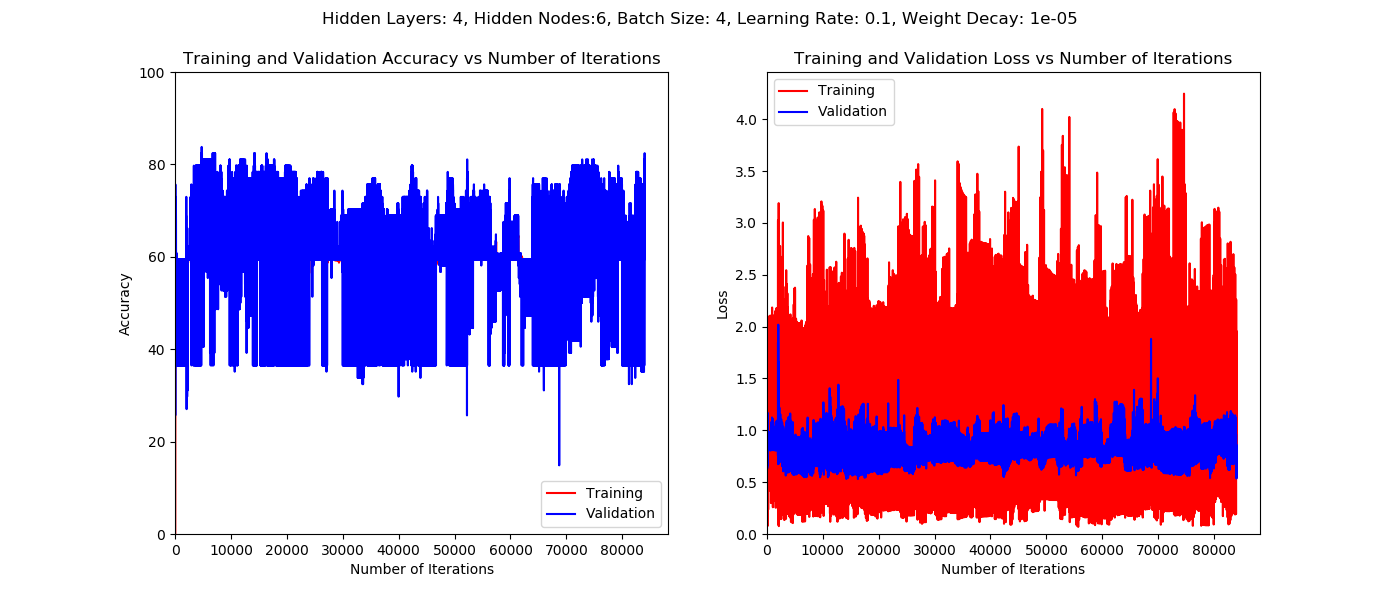 Hidden Layers: 4, Hidden Nodes:6, Batch Size: 4, Learning Rate: 0.1, Weight Decay: 1e-05
Training and Validation Accuracy vs Number of Iterations
100
80
60
40
20
0
Accuracy
0 10000 20000 30000 40000 50000 60000 70000 80000
Number of Iterations
Training
Validation
Training and Validation Loss vs Number of Iterations
Training
Validation
4.0
3.5
3.0
2.5
2.0
1.5
1.0
0.5
0.0
Loss
0 10000 20000 30000 40000 50000 60000 70000 80000
Number of Iterations